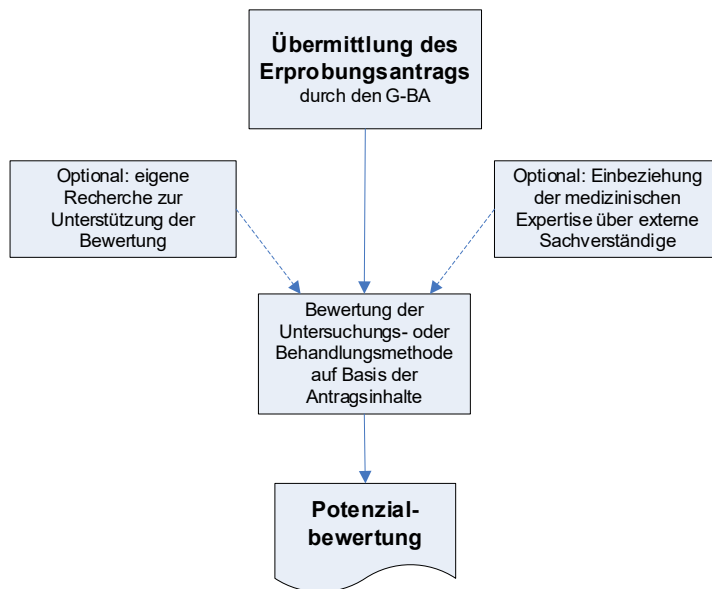 Übermittlung des
Erprobungsantrags
durch den G-BA
Optional: eigene
Recherche zur
Unterstützung der
Bewertung
Optional: Einbeziehung
der medizinischen
Expertise über externe
Sachverständige
Bewertung der
Untersuchungs- oder
Behandlungsmethode
auf Basis der
Antragsinhalte
Potenzial-
bewertung